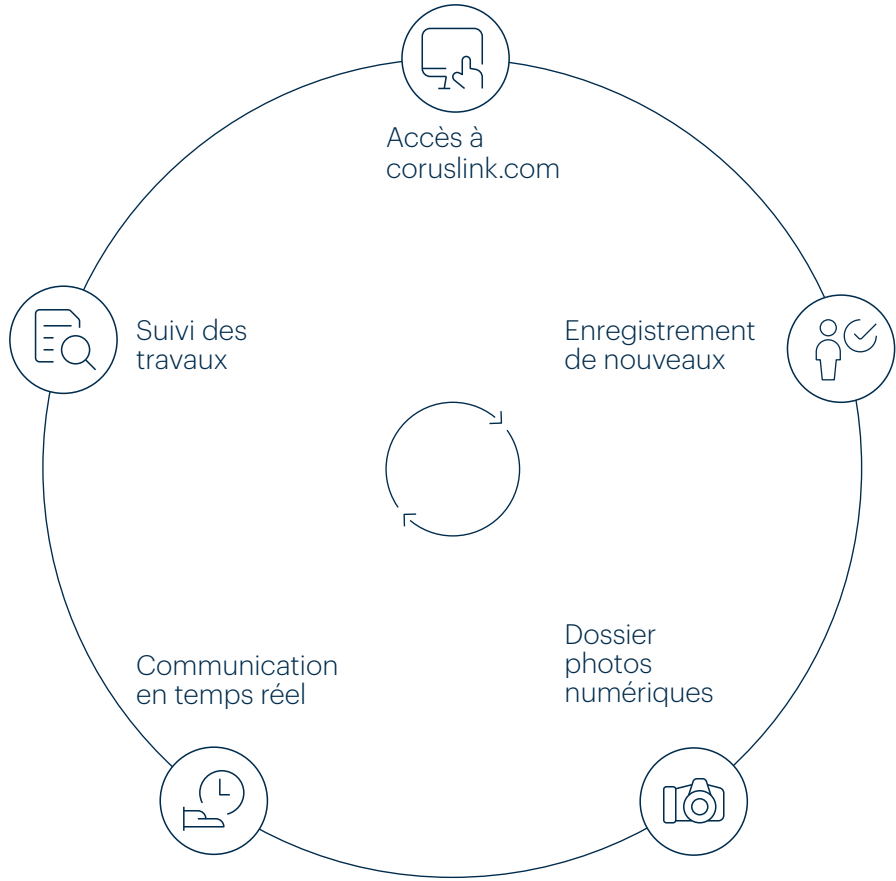 Accès à
coruslink.com
Enregistrement
de nouveaux
Dossier
photos
numériques
Communication
en temps réel
Suivi des
travaux